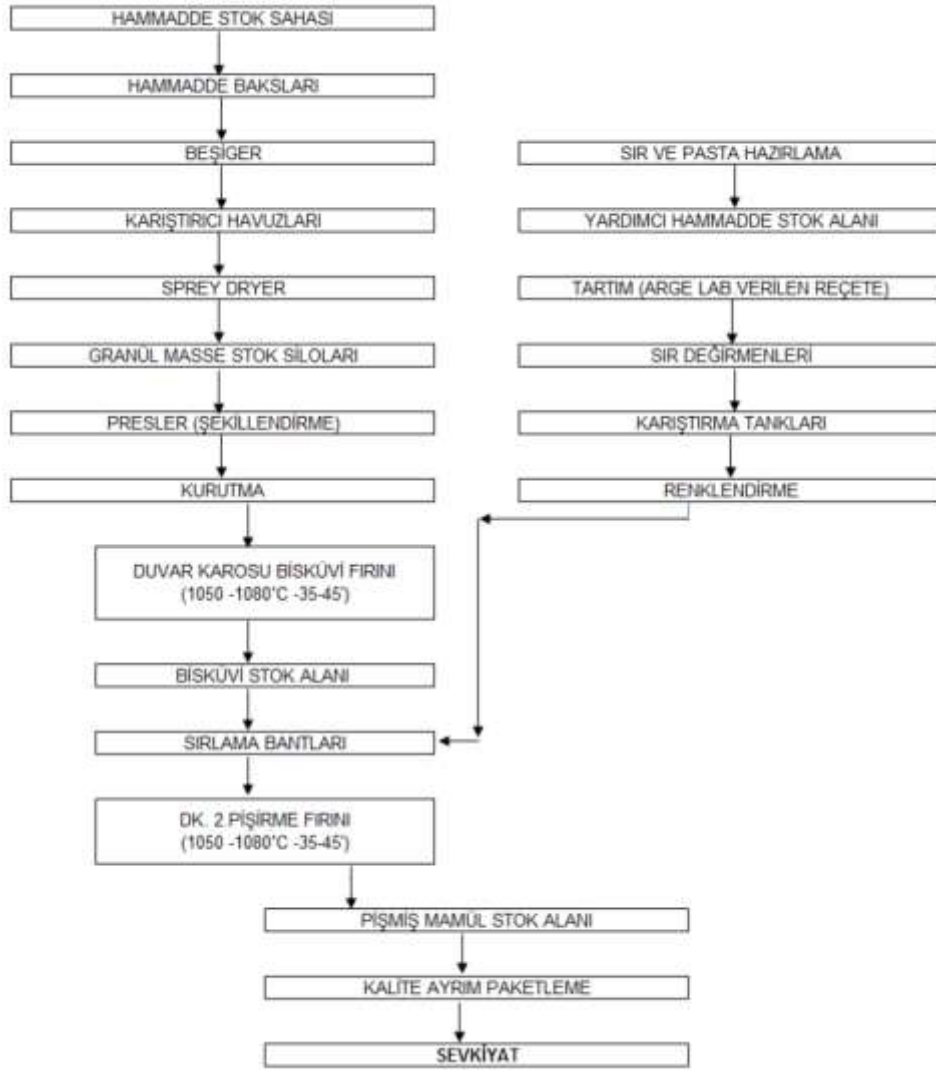 HAMMADDE STOK SAHASI
HAMMADDE BAKSLARI
BEŞİGER
KARIŞTIRICI HAVUZLARI
SPREY DRYER
GRANÜL MASSE STOK SİLOLARI
PRESLER (ŞEKİLLENDİRME)
KURUTMA
DUVAR KAROSU BİSKÜVİ FIRINI
(1050 -1080°C -35-45')
BİSKÜVİ STOK ALANI
SIRLAMA BANTLARI
DK. 2 PİŞİRME FIRINI
(1050 -1080°C -35-45')
SIR VE PASTA HAZIRLAMA
YARDIMCI HAMMADDE STOK ALANI
TARTIM (ARGE LAB VERİLEN REÇETE)
SIR DEĞİRMENLERİ
KARIŞTIRMA TANKLARI
RENKLENDİRME
PİŞMİŞ MAMÜL STOK ALANI
KALİTE AYRIM PAKETLEME
SEVKİYAT